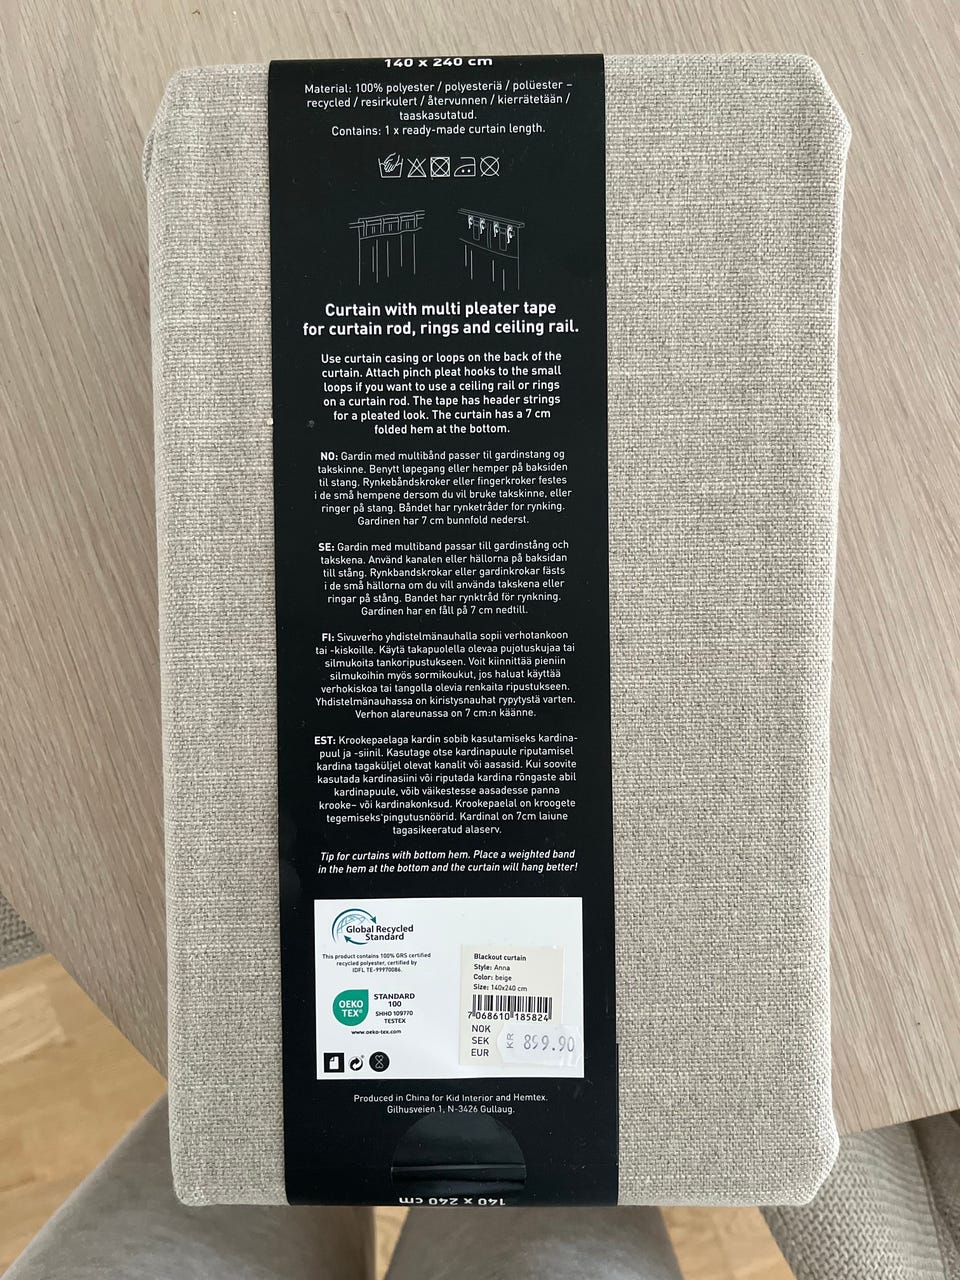 140 x 240 cm
Material: 100% polyester / polyesteriä / polüester –
recycled / resirkulert / återvunnen / kierrätetään /
taaskasutatud.
Contains: 1 x ready-made curtain length.
Curtain with multi pleater tape
for curtain rod, rings and ceiling rail.
Use curtain casing or loops on the back of the
curtain. Attach pinch pleat hooks to the small
loops if you want to use a ceiling rail or rings
on a curtain rod. The tape has header strings
for a pleated look. The curtain has a 7 cm
folded hem at the bottom.
NO: Gardin med multibånd passer til gardinstang og
takskinne. Benytt løpegang eller hemper på baksiden
til stang. Rynkebåndskroker eller fingerkroker festes
i de små hempene dersom du vil bruke takskinne, eller
ringer på stang. Båndet har rynketråder for rynking.
Gardinen har 7 cm bunnfold nederst.
SE: Gardin med multiband passar till gardinstång och
takskena. Använd kanalen eller hällorna på baksidan
till stång. Rynkbandskrokar eller gardinkrokar fästs
i de små hällorna om du vill använda takskena eller
ringar på stång. Bandet har rynktråd för rynkning.
Gardinen har en fåll på 7 cm nedtill.
FI: Sivuverho yhdistelmänauhalla sopii verhotankoon
tai -kiskoille. Käytä takapuolella olevaa pujotuskujaa tai
silmukoita tankoripustukseen. Voit kiinnittää pieniin
silmukoihin myös sormikoukut, jos haluat käyttää
verhokiskoa tai tangolla olevia renkaita ripustukseen.
Yhdistelmänauhassa on kiristysnauhat rypytystä varten.
Verhon alareunassa on 7 cm:n käänne.
EST: Krookepaelaga kardin sobib kasutamiseks kardina-
puul ja -siinil. Kasutage otse kardinapuule riputamisel
kardina tagaküljel olevat kanalit või aasasid. Kui soovite
kasutada kardinasiini või riputada kardina rõngaste abil
kardinapuule, võib väikestesse aasadesse panna
krooke– või kardinakonksud. Krookepaelal on kroogete
tegemiseks pingutusnöörid. Kardinal on 7cm laiune
tagasikeeratud alaserv.
Tip for curtains with bottom hem. Place a weighted band
in the hem at the bottom and the curtain will hang better!
Global Recycled
Standard
This product contains 100% GRS certified
recycled polyester, certified by
IDFL TE-99970086.
OEKO
TEX®
STANDARD
100
SHHO 109770
TESTEX
www.oeko-tex.com
Blackout curtain
Style: Anna
Color: beige
Size: 140x240 cm
7 068610 185824
NOK
SEK
EUR
KR 899.90
Produced in China for Kid Interior and Hemtex.
Gilhusveien 1, N-3426 Gullaug.
140 x 240 cm